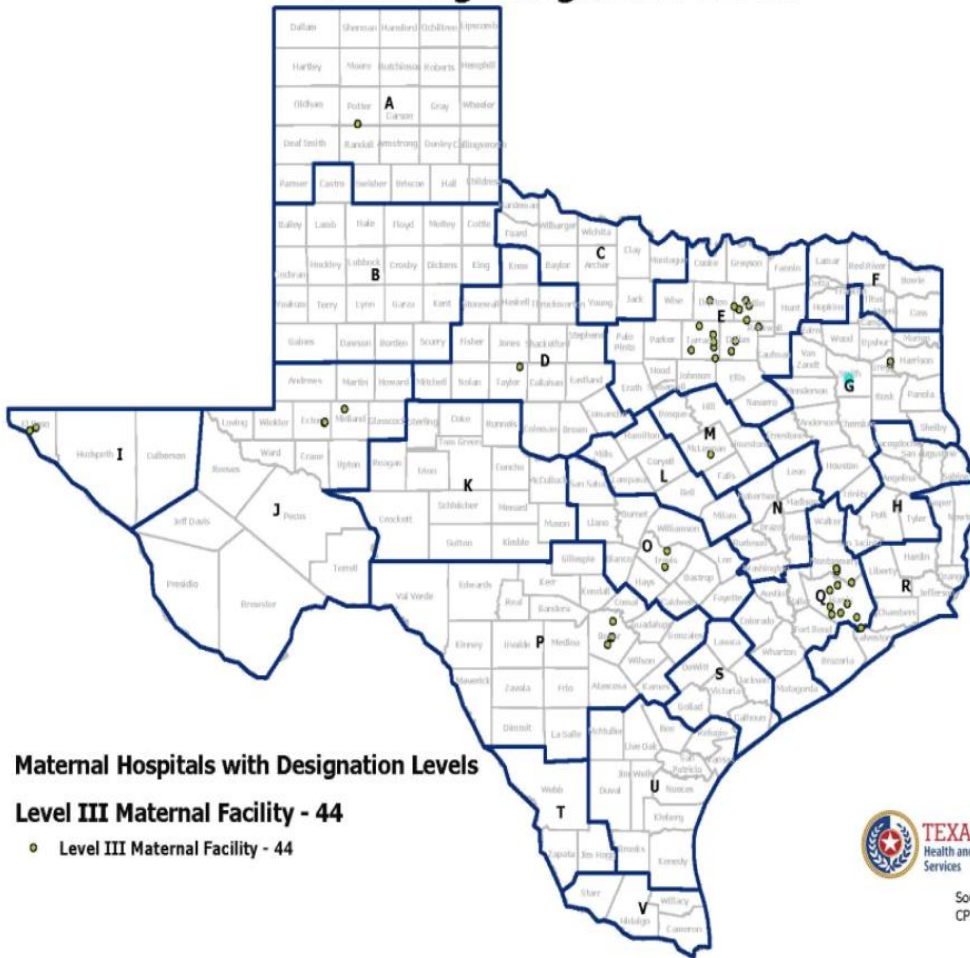 Dallam Sherman Hansford Ochiltree Lipscomb
Hartley Moore Hutchinson Roberts Hemphill
Oldham Potter A Carson Gray Wheeler
Deaf Smith Randall Armstrong Donley Collingsworth
Parmer Castro Swisher Briscoe Hall Childress
Bailey Lamb Hale Floyd Motley Cottle
Hardeman
Foard Wilbarger Wichita
C
Clay
Montague Cooke Grayson Fannin
Lamar Red River Bowie
F
Cochran Hockley Lubbock Crosby Dickens King Knox Baylor Archer
B
Yoakum Terry Lynn Garza Kent Stonewall Haskell Throckmorton Young Jack Wise Denton Collin Hunt Delta Hopkins Titus Cass
E
Gaines Dawson Borden Scurry Fisher Jones Shackelford Stephens Palo Pinto Parker Tarrant Dallas Rockwall Kaufman Van Zandt Wood Upshur Marion Harrison
D
Andrews Martin Howard Mitchell Nolan Taylor Callahan Eastland Erath Hood Somervell Johnson Ellis Navarro Henderson Smith Gregg Rusk Panola
G
Loving Winkler Ector Midland Glasscock Sterling Coke Runnels Coleman Brown Comanche Bosque Hill Freestone Anderson Cherokee Shelby
El Paso Hudspeth I Culberson
Reeves Ward Crane Upton Reagan Irion Tom Green Concho McCulloch San Saba Mills Hamilton Coryell McLennan Limestone Falls Leon Houston Nacogdoches San Augustine Angelina
M
L
K
Jeff Davis J Pecos Crockett Schleicher Menard Mason Llano Burnet Lampasas Bell Milam Robertson Madison Trinity Polk Tyler
N
H
Sutton Kimble Gillespie Blanco Williamson Travis Lee Burleson Grimes Walker San Jacinto Hardin
O
Presidio Brewster Terrell Val Verde Edwards Kerr Kendall Hays Bastrop Washington Montgomery Liberty Orange
Real Bandera Comal Caldwell Fayette Austin Q R Jefferson Chambers
Kinney Uvalde P Medina Bexar Guadalupe Gonzales Colorado Fort Bend Galveston
Lavaca Wharton Brazoria
Maverick Zavala Frio Atascosa Wilson Karnes DeWitt S Jackson Matagorda
Victoria Goliad Calhoun
Dimmit La Salle McMullen Bee Refugio
Live Oak San Patricio
Webb Duval Jim Wells U Nueces
T
Kleberg
Zapata Jim Hogg Brooks Kenedy
Starr V Willacy
Hidalgo Cameron
Maternal Hospitals with Designation Levels
Level III Maternal Facility - 44
Level III Maternal Facility - 44
TEXA
Health and
Services
Sou
CP